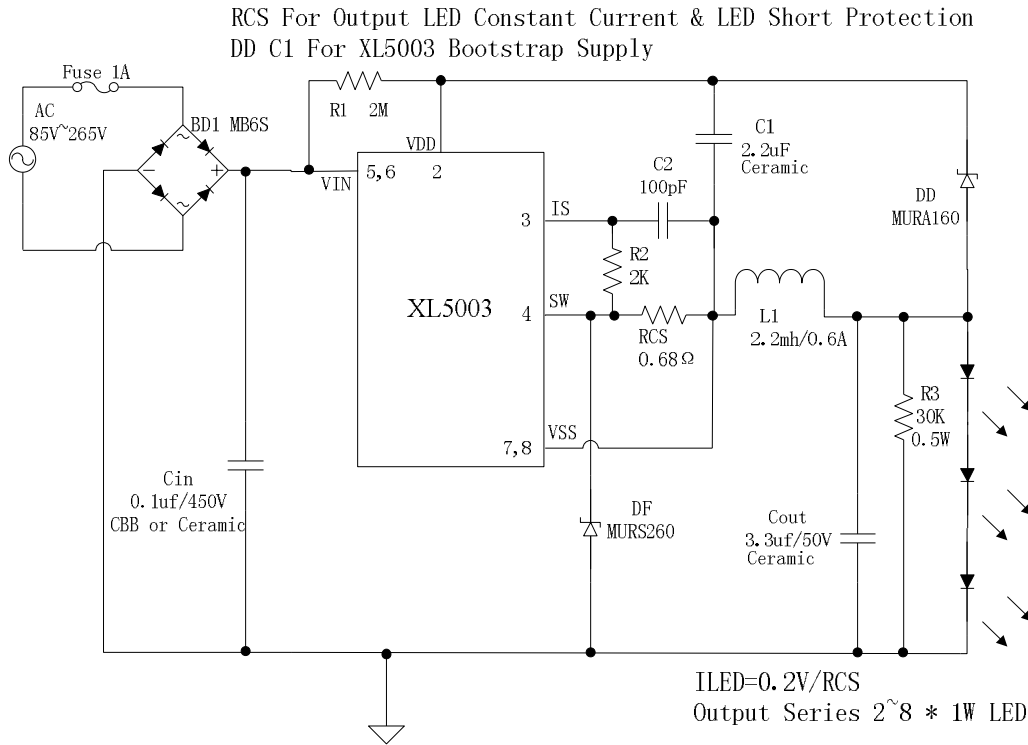 RCS For Output LED Constant Current & LED Short Protection
DD C1 For XL5003 Bootstrap Supply
Fuse 1A
AC
85V~265V
BD1 MB6S
~
-
+
~
R1 2M
VDD
VIN
5,6
2
C1
2.2uF
Ceramic
C2
100pF
3
IS
R2
2K
DD
MURA160
XL5003
4
SW
RCS
0.68Ω
L1
2.2mh/0.6A
7,8
VSS
R3
30K
0.5W
Cin
0.1uf/450V
CBB or Ceramic
DF
MURS260
Cout
3.3uf/50V
Ceramic
ILED=0.2V/RCS
Output Series 2~8 * 1W LED